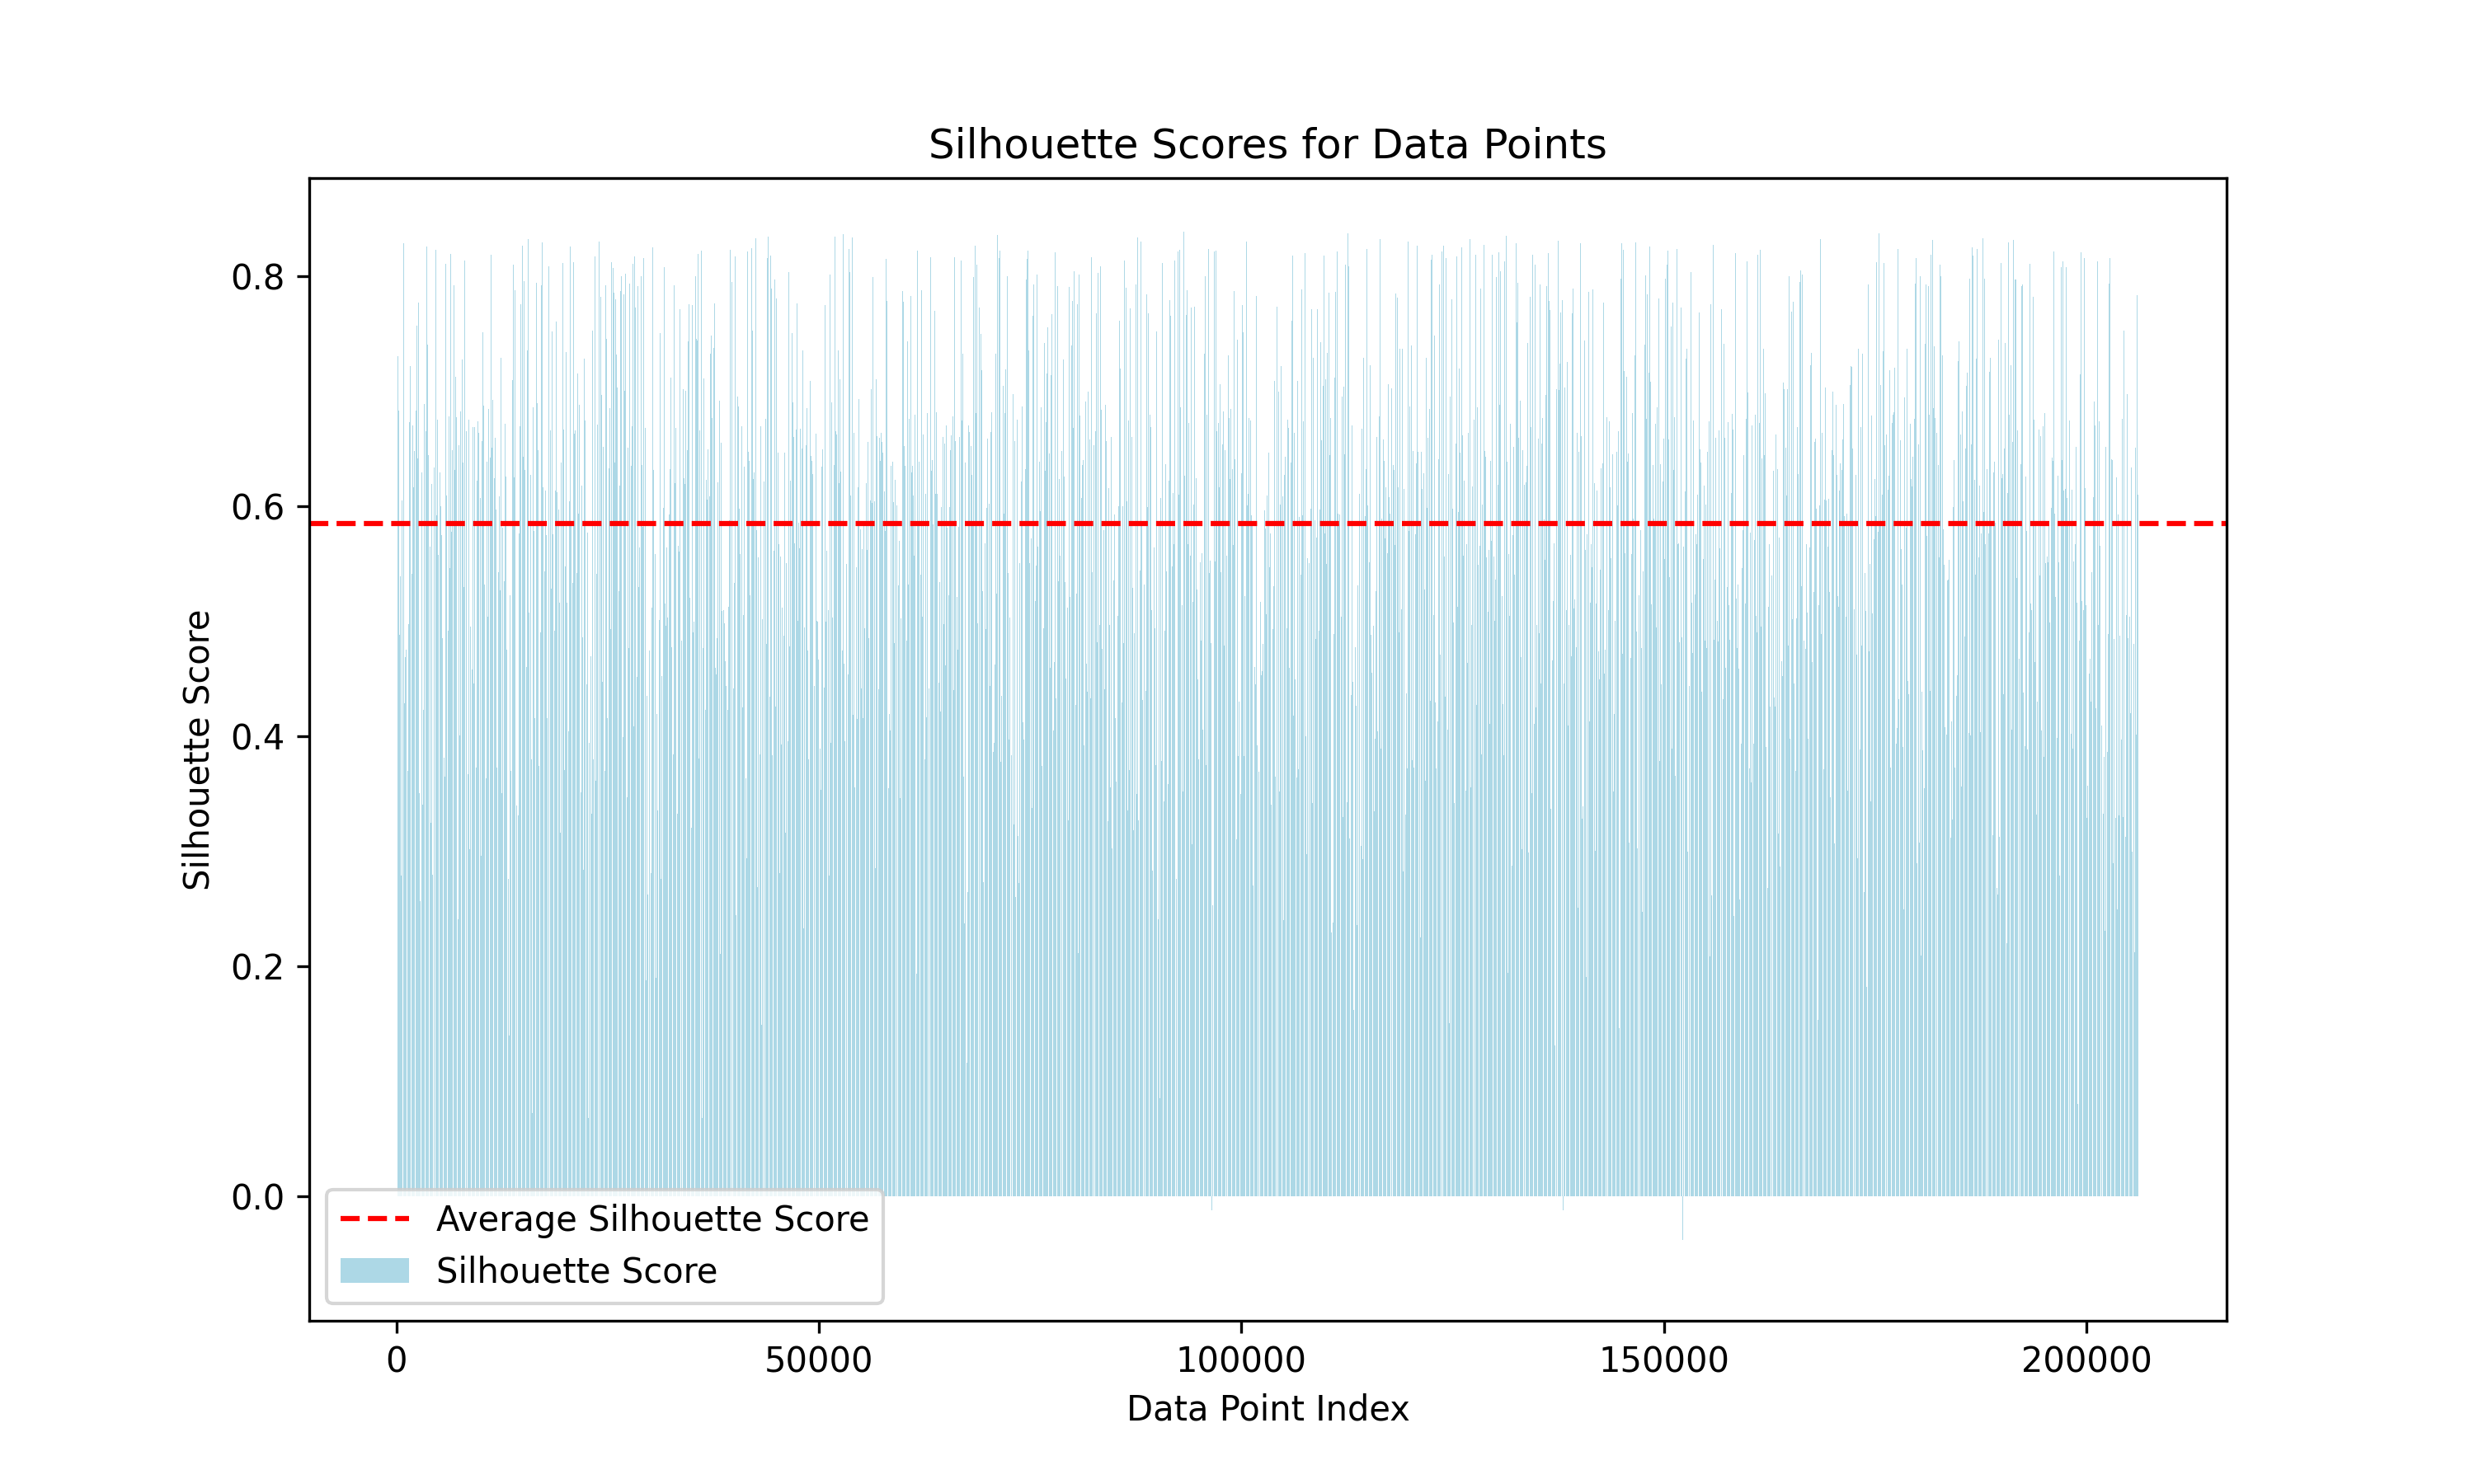 Silhouette Scores for Data Points
Silhouette Score
0.8
0.6
0.4
0.2
0.0
Average Silhouette Score
Silhouette Score
0
50000
100000
150000
200000
Data Point Index